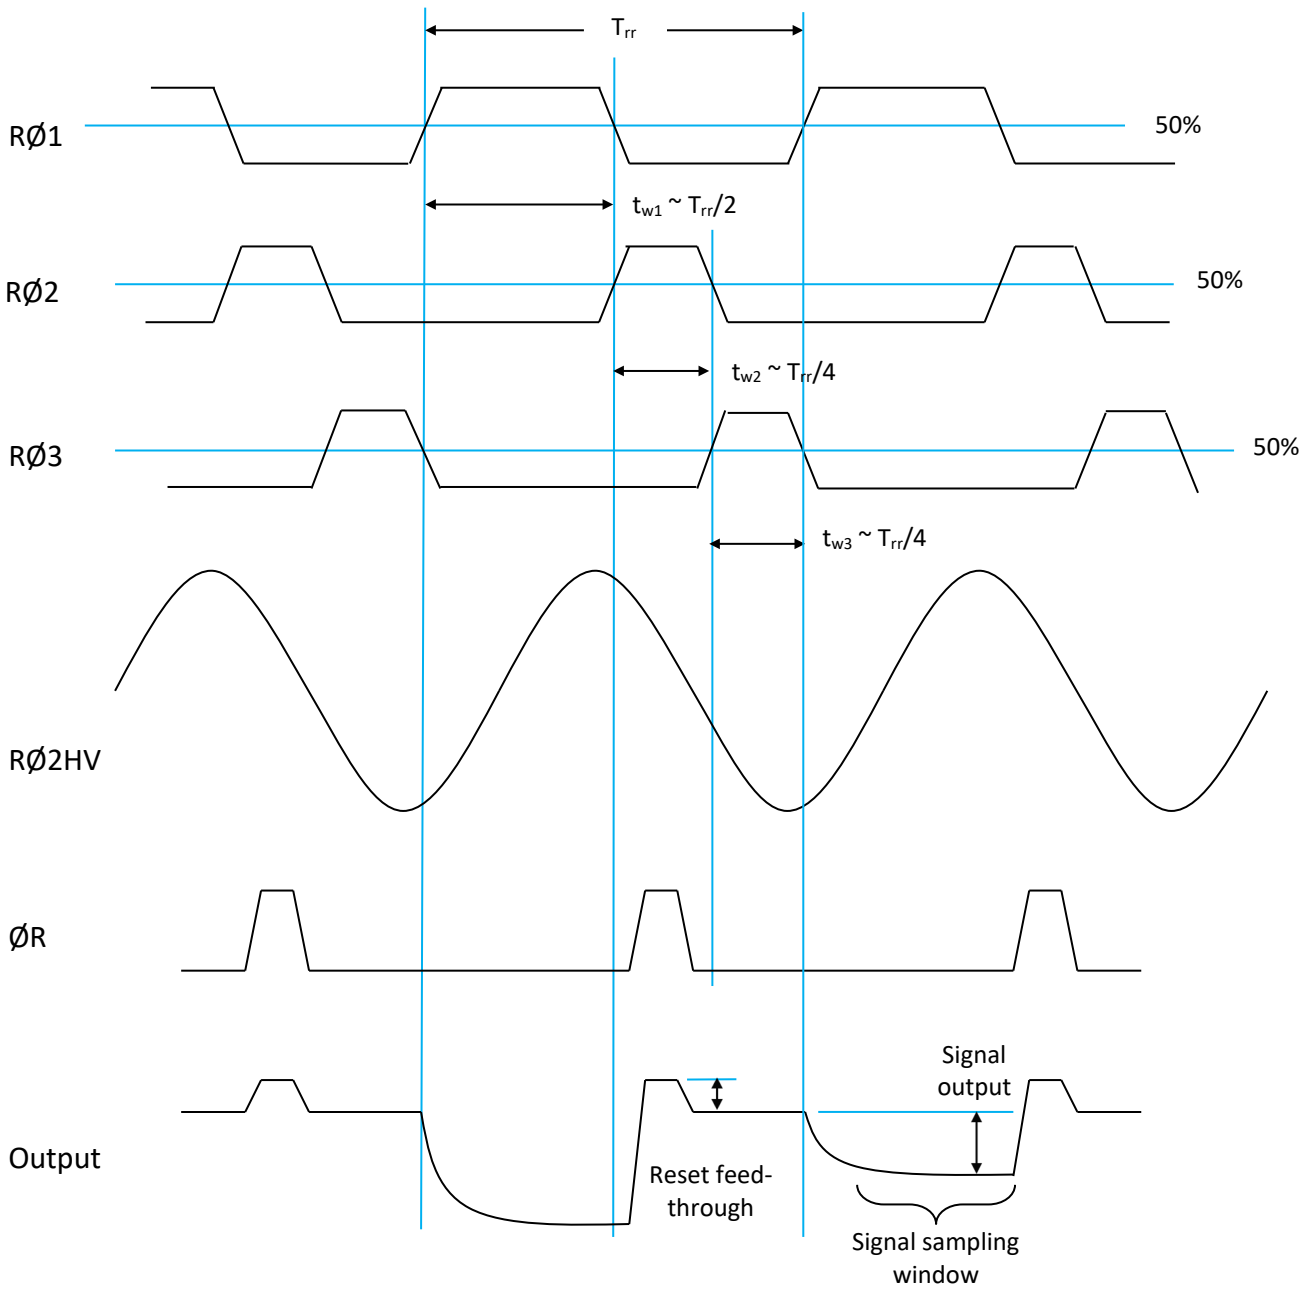 Trr
RØ1
50%
tw1 ~ Trr/2
RØ2
50%
tw2 ~ Trr/4
RØ3
50%
tw3 ~ Trr/4
RØ2HV
ØR
Signal
output
Output
Reset feed-
through
Signal sampling
window